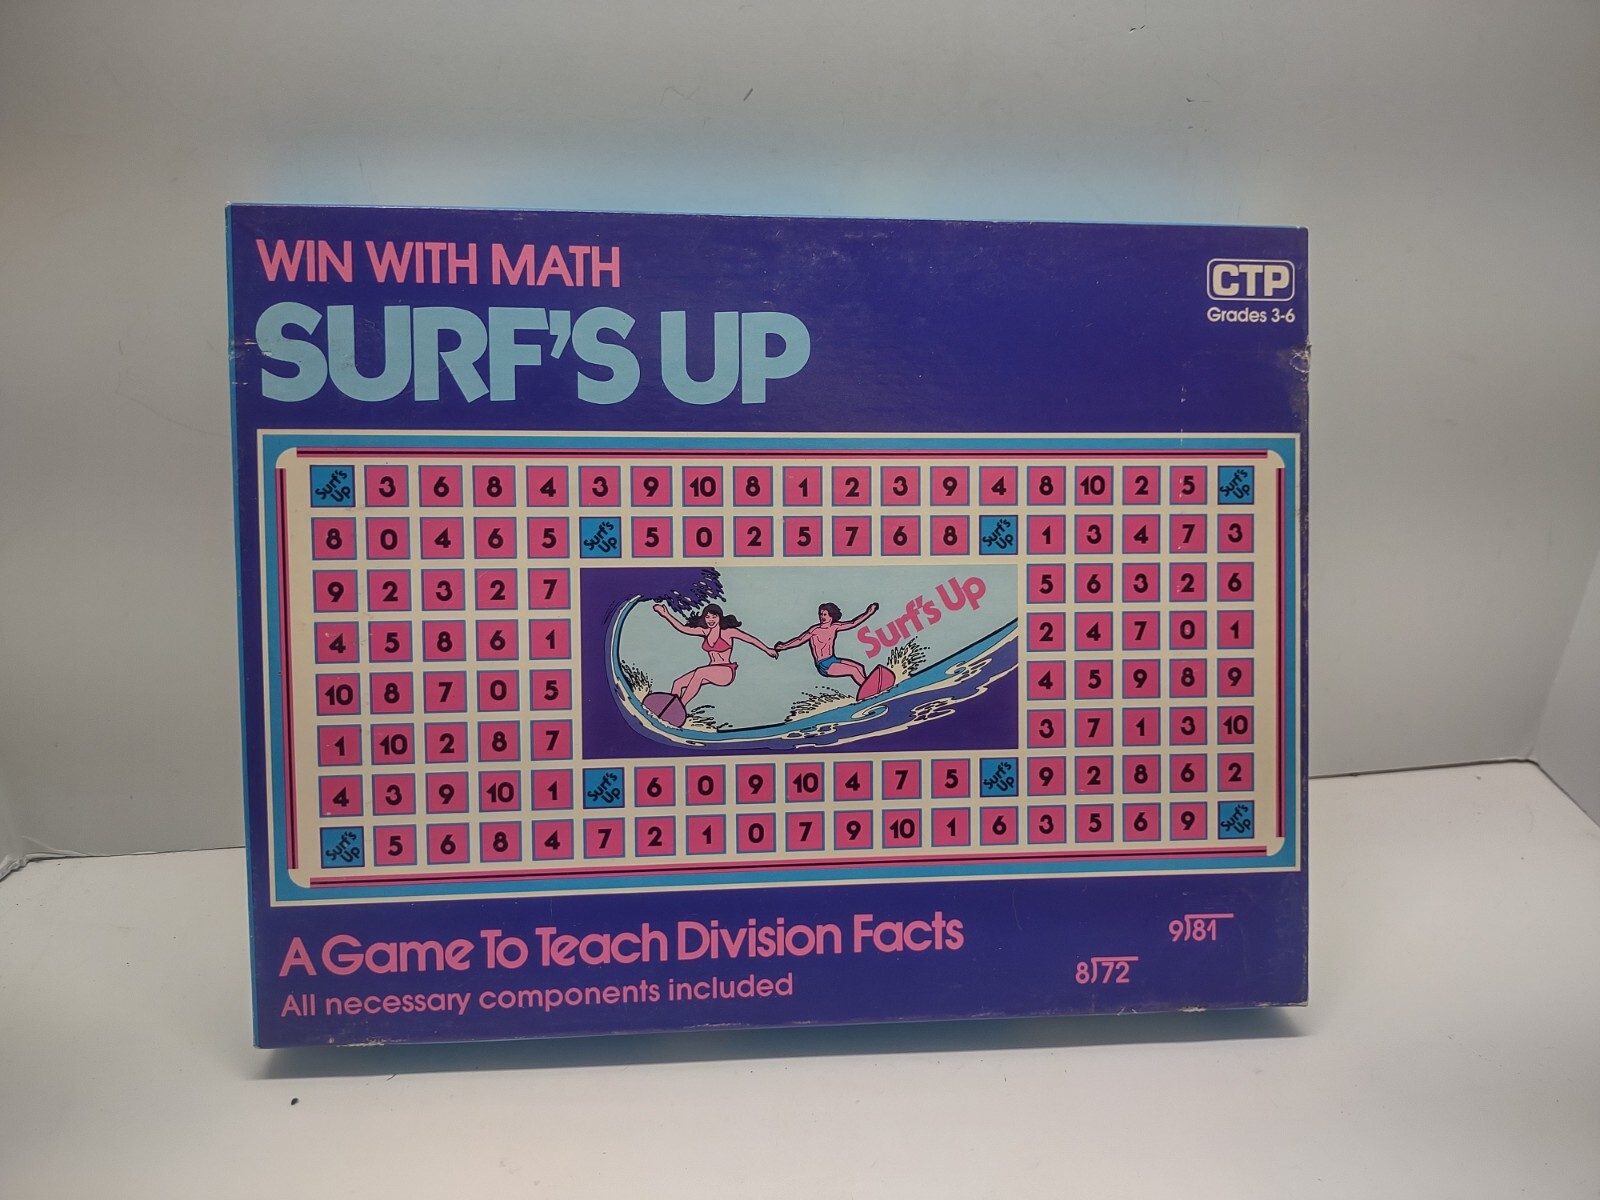 WIN WITH MATH
SURF'S UP
CTP
Grades 3-6
Surf's Up 3 6 8 4 3 9 10 8 1 2 3 9 4 8 10 2 5 Surf's Up
8 0 4 6 5 Surf's Up 5 0 2 5 7 6 8 Surf's Up 1 3 4 7 3
9 2 3 2 7 5 6 3 2 6
Surf's Up
4 5 8 6 1 2 4 7 0 1
10 8 7 0 5 4 5 9 8 9
1 10 2 8 7 3 7 1 3 10
4 3 9 10 1 Surf's Up 6 0 9 10 4 7 5 Surf's Up 9 2 8 6 2
Surf's Up 5 6 8 4 7 2 1 0 7 9 10 1 6 3 5 6 9 Surf's Up
A Game To Teach Division Facts
9)81
8)72
All necessary components included